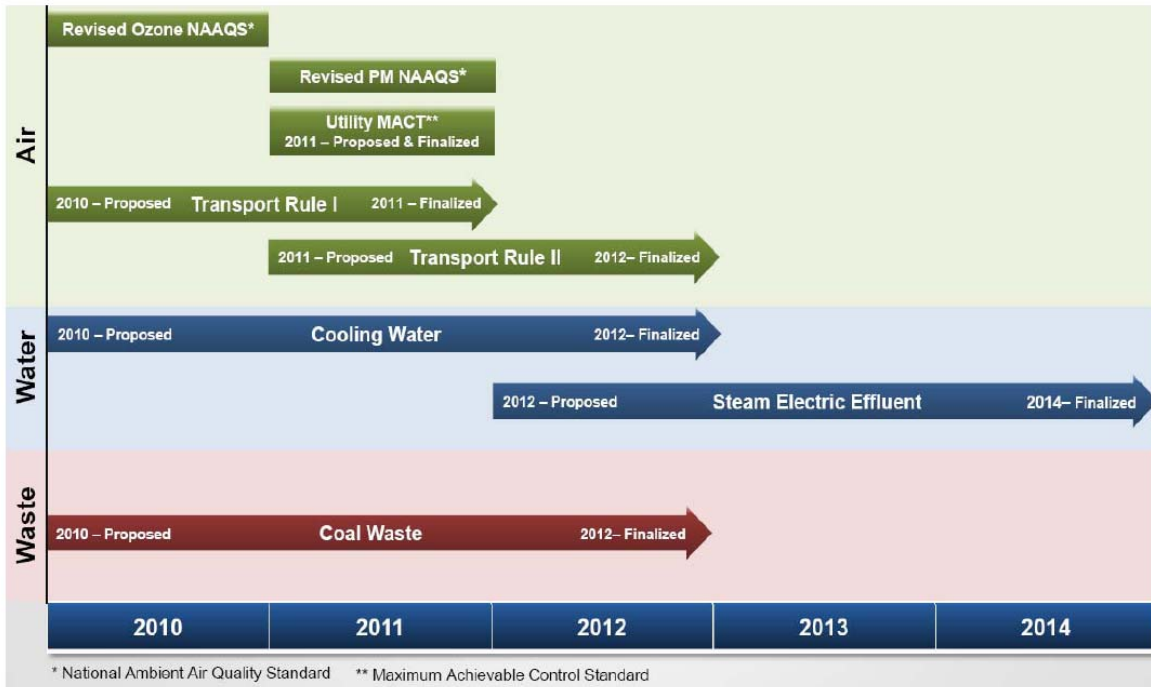 Air
Revised Ozone NAAQS*
Revised PM NAAQS*
Utility MACT**
2011 – Proposed & Finalized
2010 – Proposed Transport Rule I 2011 – Finalized
2011 – Proposed Transport Rule II 2012– Finalized
Water
2010 – Proposed Cooling Water 2012– Finalized
2012 – Proposed Steam Electric Effluent 2014– Finalized
Waste
2010 – Proposed Coal Waste 2012– Finalized
2010 2011 2012 2013 2014
* National Ambient Air Quality Standard ** Maximum Achievable Control Standard